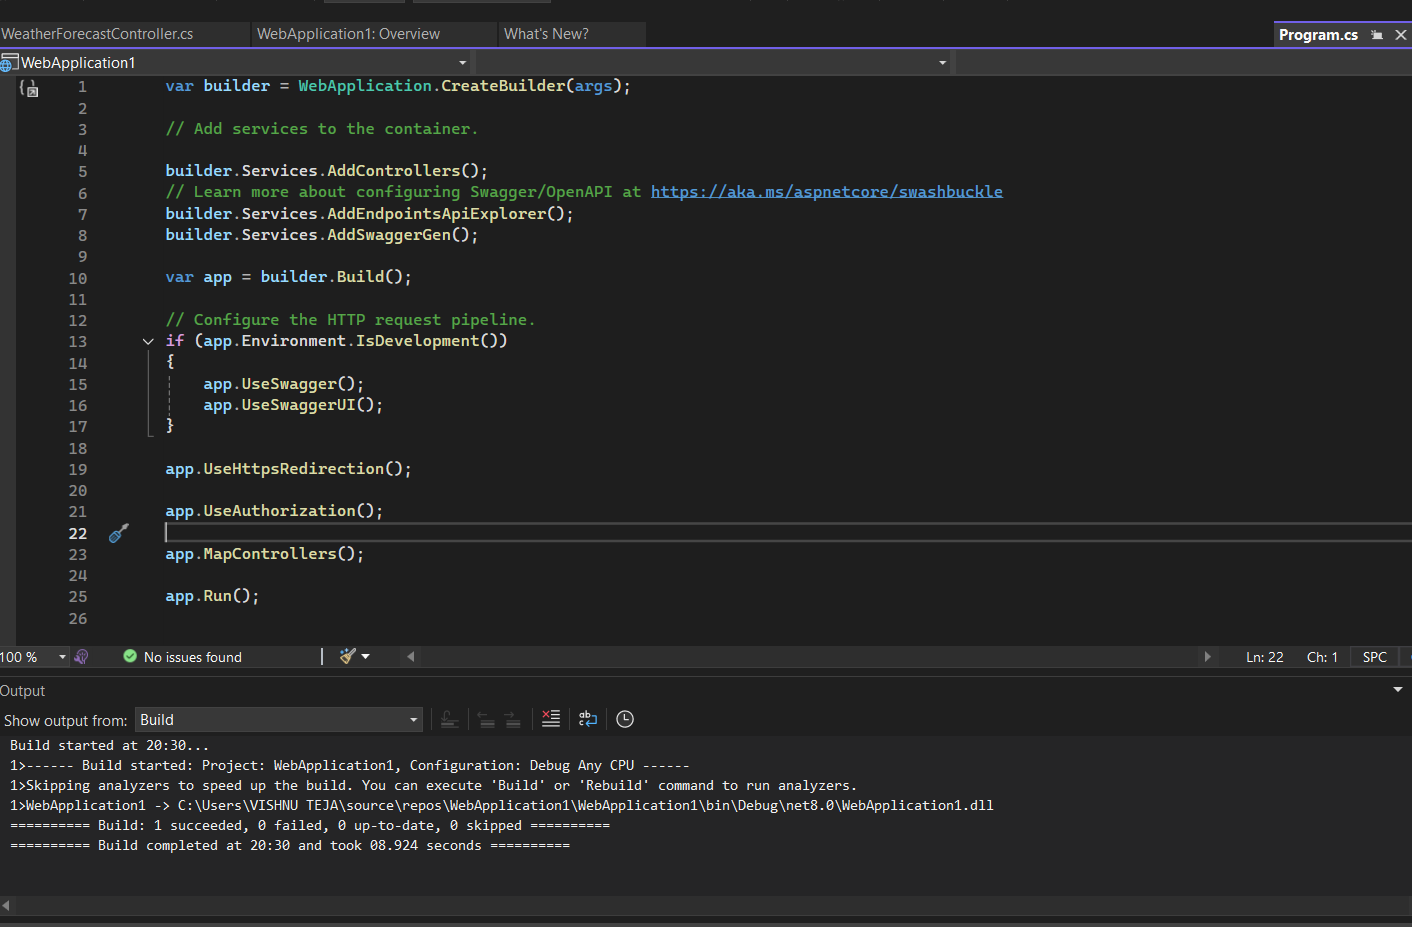 WeatherForecastController.cs
WebApplication1: Overview
What's New?
Program.cs
WebApplication1
1 var builder = WebApplication.CreateBuilder(args);
2
3 // Add services to the container.
4
5 builder.Services.AddControllers();
6 // Learn more about configuring Swagger/OpenAPI at https://aka.ms/aspnetcore/swashbuckle
7 builder.Services.AddEndpointsApiExplorer();
8 builder.Services.AddSwaggerGen();
9
10 var app = builder.Build();
11
12 // Configure the HTTP request pipeline.
13 if (app.Environment.IsDevelopment())
14 {
15 app.UseSwagger();
16 app.UseSwaggerUI();
17 }
18
19 app.UseHttpsRedirection();
20
21 app.UseAuthorization();
22
23 app.MapControllers();
24
25 app.Run();
26
100 % No issues found Ln: 22 Ch: 1 SPC
Output
Show output from: Build
Build started at 20:30...
1>------ Build started: Project: WebApplication1, Configuration: Debug Any CPU ------
1>Skipping analyzers to speed up the build. You can execute 'Build' or 'Rebuild' command to run analyzers.
1>WebApplication1 -> C:\Users\VISHNU TEJA\source\repos\WebApplication1\WebApplication1\bin\Debug\net8.0\WebApplication1.dll
========== Build: 1 succeeded, 0 failed, 0 up-to-date, 0 skipped ==========
========== Build completed at 20:30 and took 08.924 seconds ==========